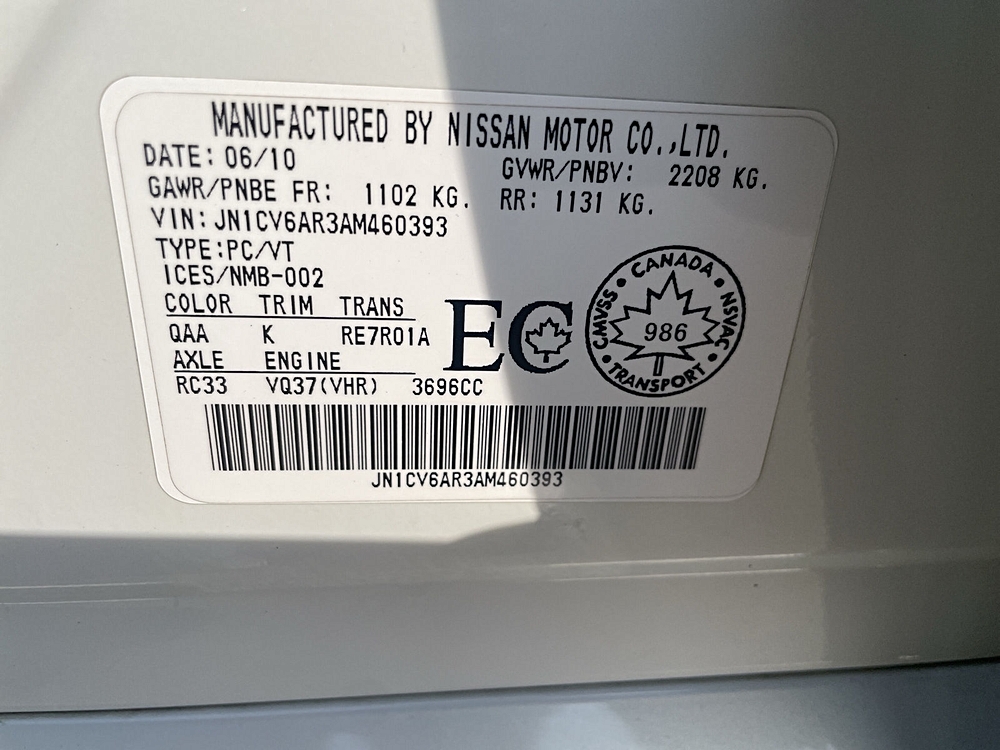 MANUFACTURED BY NISSAN MOTOR CO.,LTD.
DATE: 06/10 GVWR/PNBV: 2208 KG.
GAWR/PNBE FR: 1102 KG. RR: 1131 KG.
VIN: JN1CV6AR3AM460393
TYPE:PC/VT
ICES/NMB-002
COLOR TRIM TRANS
QAA K RE7R01A
AXLE ENGINE
RC33 VQ37(VHR) 3696CC
EC
CANADA
CMVSS • NSVAC
986
TRANSPORT
JN1CV6AR3AM460393